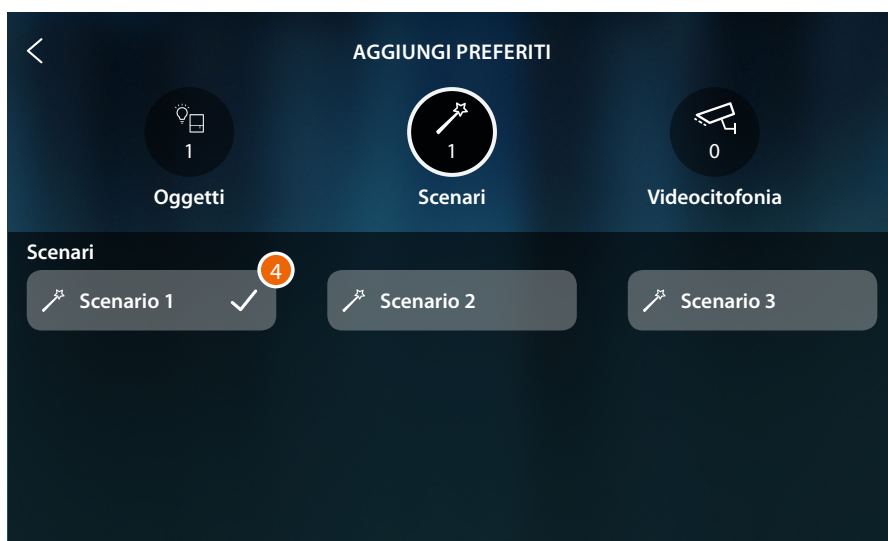 AGGIUNGI PREFERITI
1 1 0
Oggetti Scenari Videocitofonia
Scenari
4
Scenario 1 Scenario 2 Scenario 3